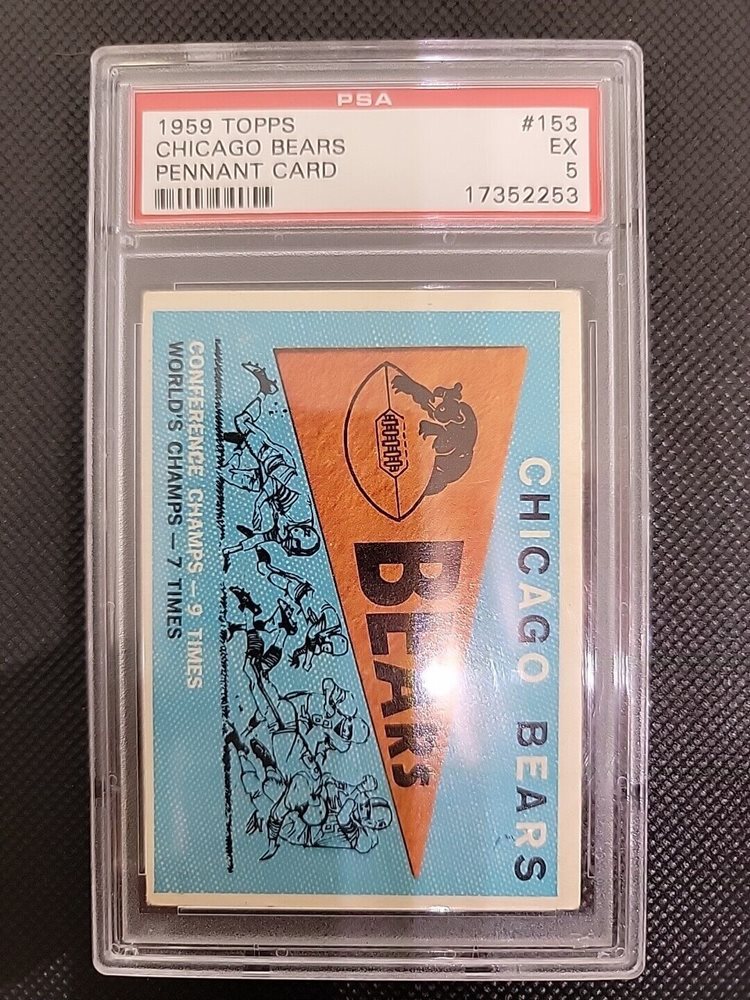 PSA
1959 TOPPS #153
CHICAGO BEARS EX
PENNANT CARD 5
17352253
CHICAGO BEARS
BEARS
CONFERENCE CHAMPS – 9 TIMES
WORLD'S CHAMPS – 7 TIMES